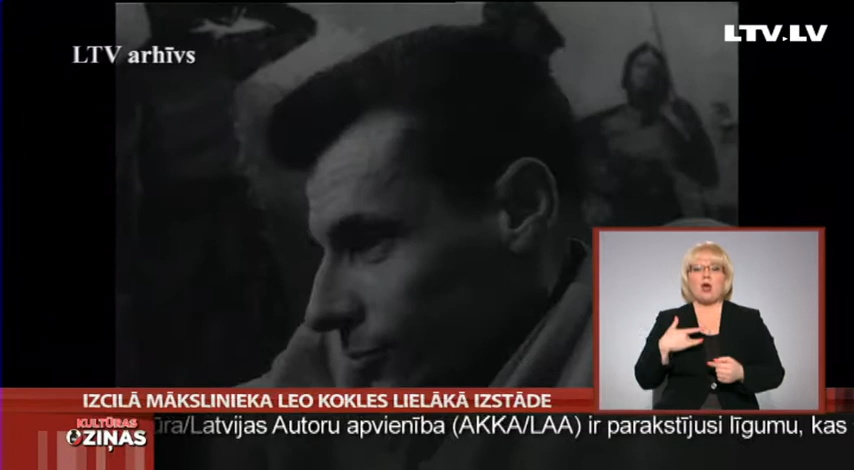 LTV arhīvs
LTV.LV
IZCILĀ MĀKSLINIEKA LEO KOKLES LIELĀKĀ IZSTĀDE
KULTŪRAS
ZIŅAS
ūra/Latvijas Autoru apvienība (AKKA/LAA) ir parakstījusi līgumu, kas